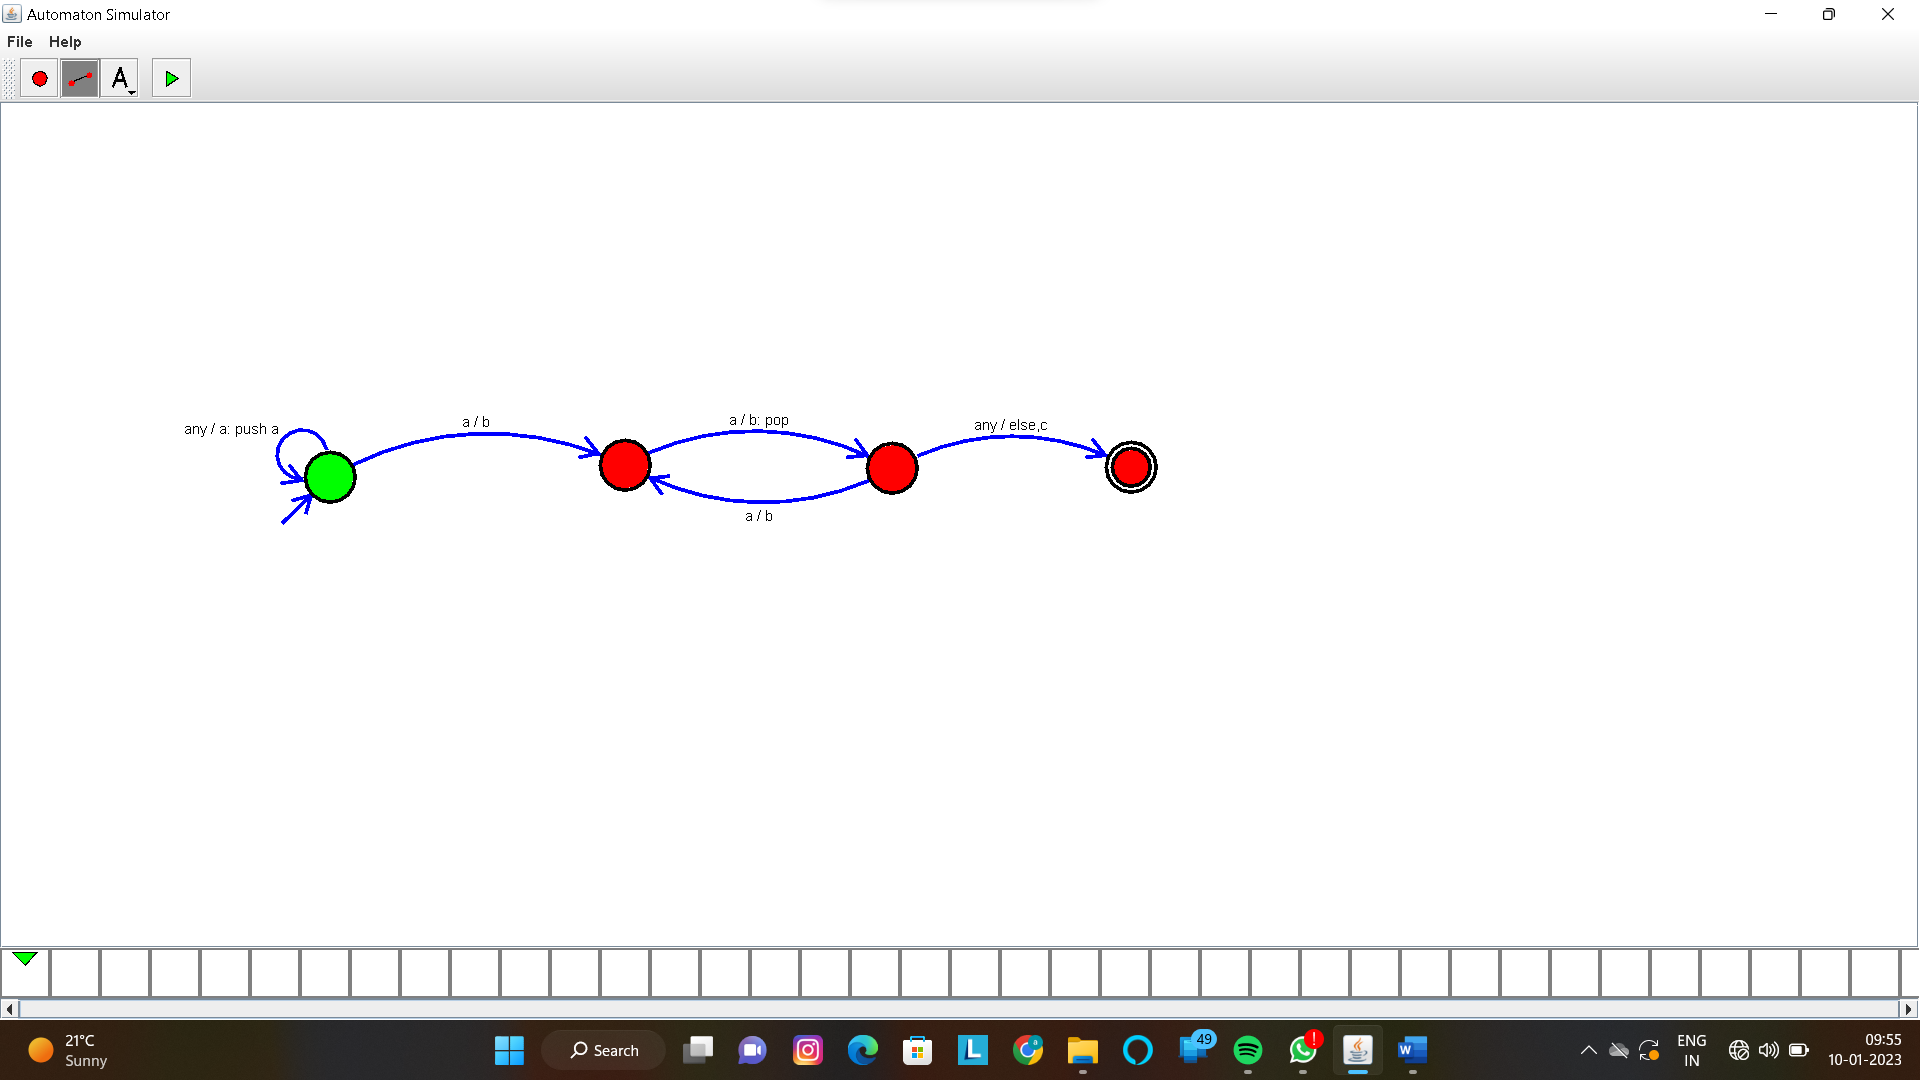 Automaton Simulator
File Help
A
any / a: push a
a / b
a / b: pop
any / else,c
a / b
21°C
Sunny
Search
L
a
49
!
W
ENG
IN
09:55
10-01-2023